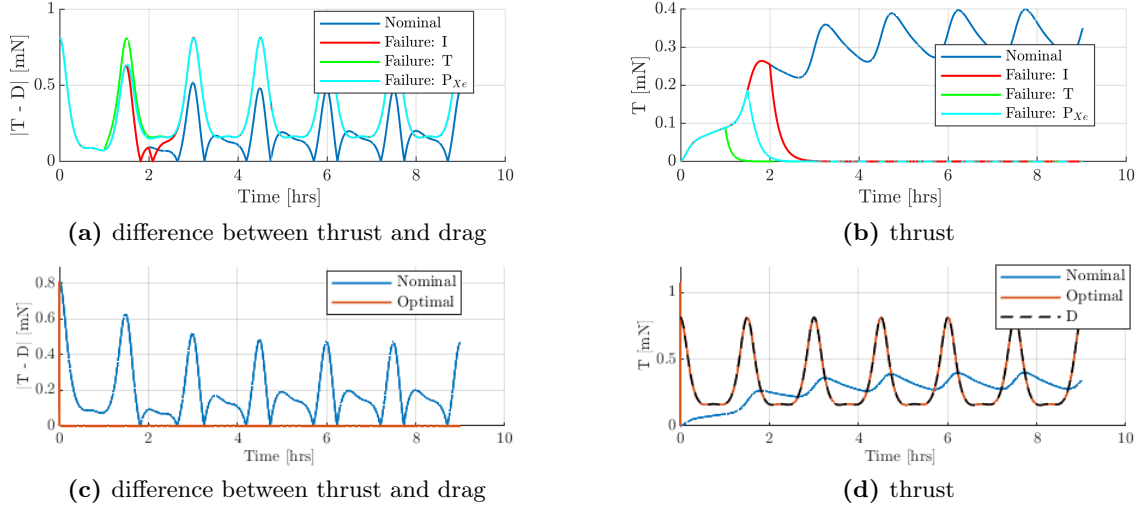 1
0.5
0
|T - D| [mN]
Nominal
Failure: I
Failure: T
Failure: P_Xe
0 2 4 6 8 10
Time [hrs]
(a) difference between thrust and drag
0.4
0.3
0.2
0.1
0
T [mN]
Nominal
Failure: I
Failure: T
Failure: P_Xe
0 2 4 6 8 10
Time [hrs]
(b) thrust
0.8
0.6
0.4
0.2
0
|T - D| [mN]
Nominal
Optimal
0 2 4 6 8 10
Time [hrs]
(c) difference between thrust and drag
1
0.5
0
T [mN]
Nominal
Optimal
D
0 2 4 6 8 10
Time [hrs]
(d) thrust